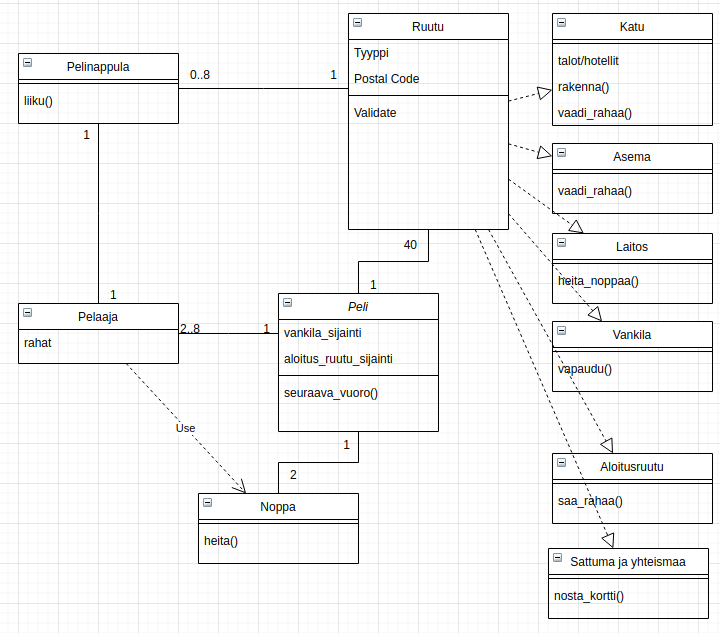 Pelinappula
liiku()
0..8
1
Ruutu
Tyyppi
Postal Code
Validate
Katu
talot/hotellit
rakenna()
vaadi_rahaa()
Asema
vaadi_rahaa()
Laitos
heita_noppaa()
Vankila
vapaudu()
Aloitusruutu
saa_rahaa()
Sattuma ja yhteismaa
nosta_kortti()
1
1
40
1
Pelaaja
rahat
2..8
1
Peli
vankila_sijainti
aloitus_ruutu_sijainti
seuraava_vuoro()
Use
1
2
Noppa
heita()